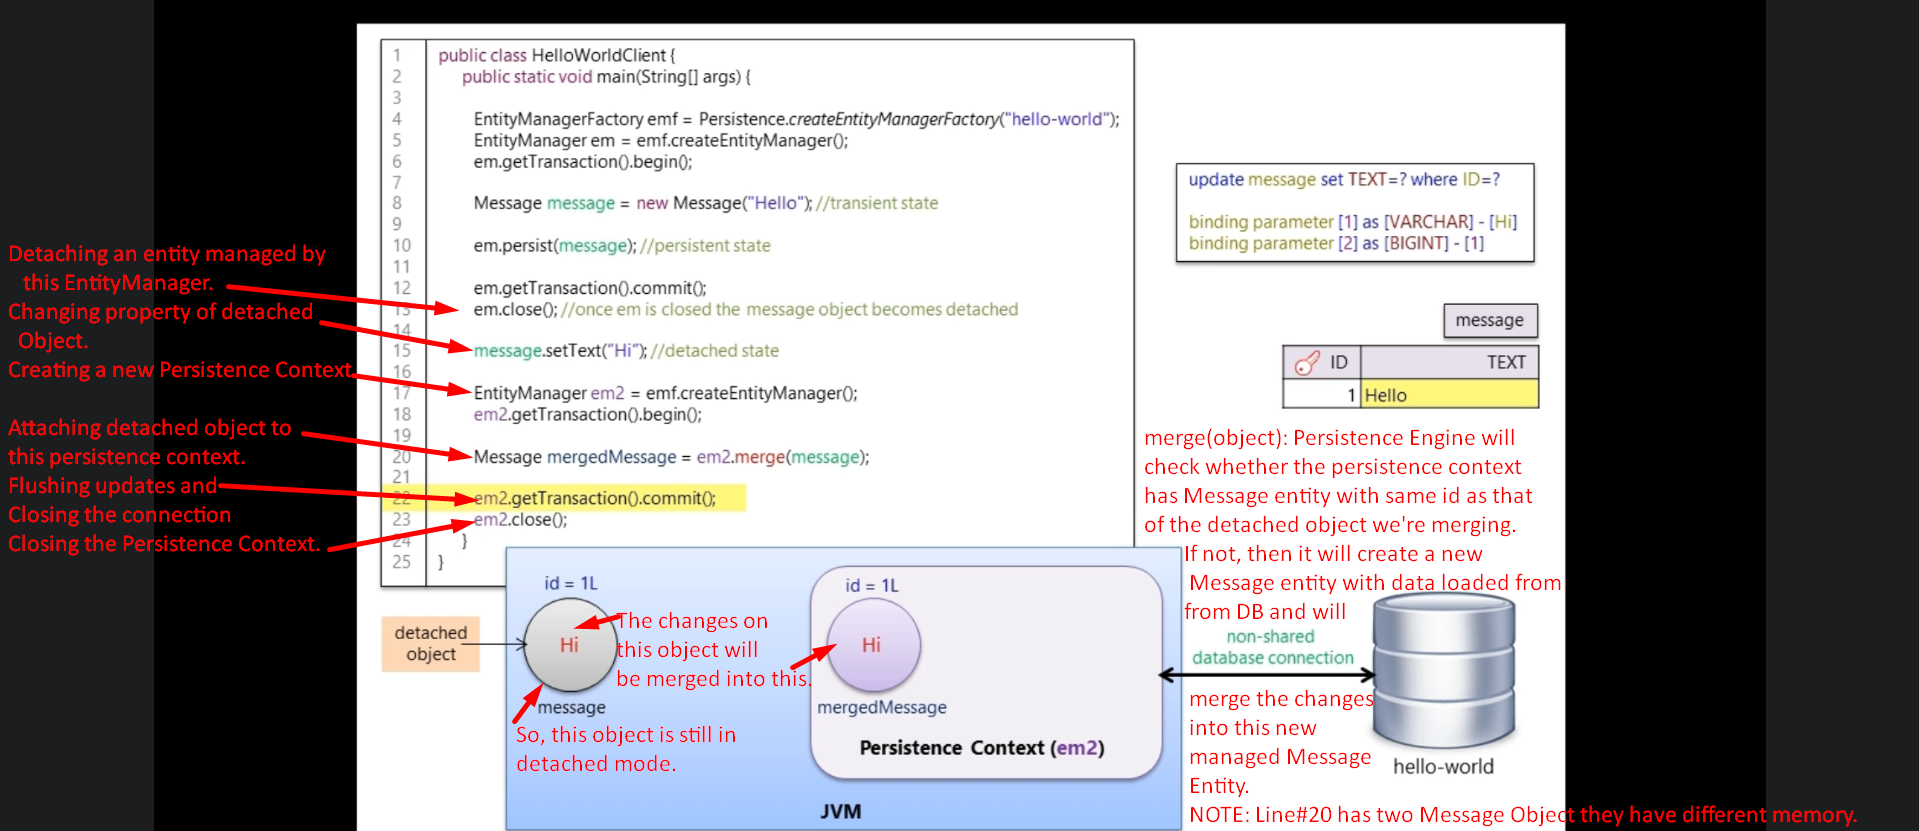 1 public class HelloWorldClient {
2 public static void main(String[] args) {
3
4 EntityManagerFactory emf = Persistence.createEntityManagerFactory("hello-world");
5 EntityManager em = emf.createEntityManager();
6 em.getTransaction().begin();
7
8 Message message = new Message("Hello"); //transient state
9
10 em.persist(message); //persistent state
11
12 em.getTransaction().commit();
13 em.close(); //once em is closed the message object becomes detached
14
15 message.setText("Hi"); //detached state
16
17 EntityManager em2 = emf.createEntityManager();
18 em2.getTransaction().begin();
19
20 Message mergedMessage = em2.merge(message);
21
22 em2.getTransaction().commit();
23 em2.close();
24 }
25 }
Detaching an entity managed by
this EntityManager.
Changing property of detached
Object.
Creating a new Persistence Context
Attaching detached object to
this persistence context.
Flushing updates and
Closing the connection
Closing the Persistence Context.
update message set TEXT=? where ID=?
binding parameter [1] as [VARCHAR] - [Hi]
binding parameter [2] as [BIGINT] - [1]
message
ID TEXT
1 Hello
merge(object): Persistence Engine will
check whether the persistence context
has Message entity with same id as that
of the detached object we're merging.
If not, then it will create a new
Message entity with data loaded from
from DB and will
non-shared
database connection
merge the changes
into this new
managed Message
Entity.
NOTE: Line#20 has two Message Object they have different memory.
hello-world
detached
object
id = 1L
Hi
message
The changes on
this object will
be merged into this.
So, this object is still in
detached mode.
id = 1L
Hi
mergedMessage
Persistence Context (em2)
JVM